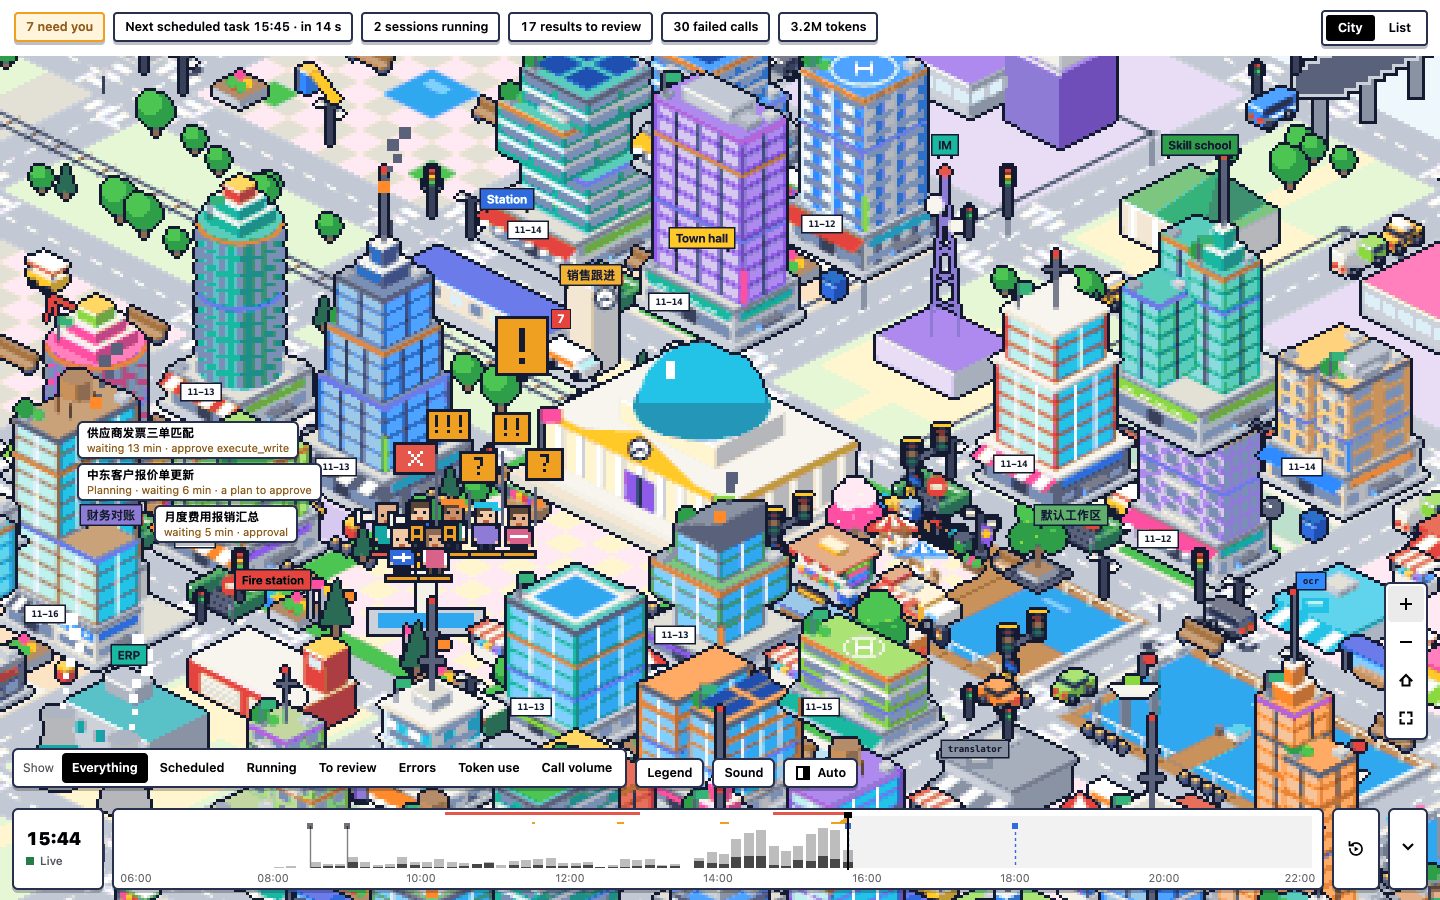 7 need you
Next scheduled task 15:45 · in 14 s
2 sessions running
17 results to review
30 failed calls
3.2M tokens
City
List
IM
Skill school
Station
11-14
11-12
Town hall
销售跟进
11-14
7
!
11-13
!!!
!!
?
?
供应商发票三单匹配
waiting 13 min · approve execute_write
11-13
11-14
11-14
中东客户报价单更新
Planning · waiting 6 min · a plan to approve
财务对账
月度费用报销汇总
waiting 5 min · approval
默认工作区
11-12
Fire station
ocr
11-16
11-13
ERP
11-13
11-15
translator
Show
Everything
Scheduled
Running
To review
Errors
Token use
Call volume
Legend
Sound
Auto
15:44
Live
06:00
08:00
10:00
12:00
14:00
16:00
18:00
20:00
22:00